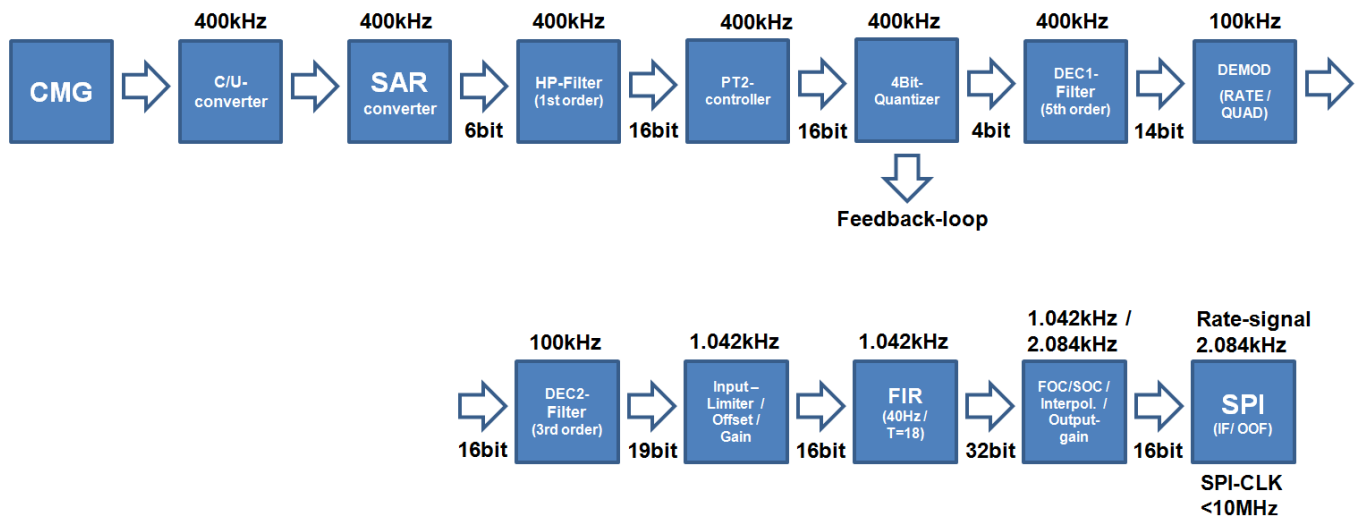 400kHz
400kHz
400kHz
400kHz
400kHz
400kHz
100kHz
CMG
C/U-
converter
SAR
converter
6bit
HP-Filter
(1st order)
16bit
PT2-
controller
16bit
4Bit-
Quantizer
4bit
DEC1-
Filter
(5th order)
14bit
DEMOD
(RATE /
QUAD)
Feedback-loop
16bit
100kHz
DEC2-
Filter
(3rd order)
19bit
1.042kHz
Input –
Limiter /
Offset /
Gain
16bit
1.042kHz
FIR
(40Hz /
T=18)
32bit
1.042kHz /
2.084kHz
FOC/SOC /
Interpol. /
Output-
gain
16bit
Rate-signal
2.084kHz
SPI
(IF/ OOF)
SPI-CLK
<10MHz